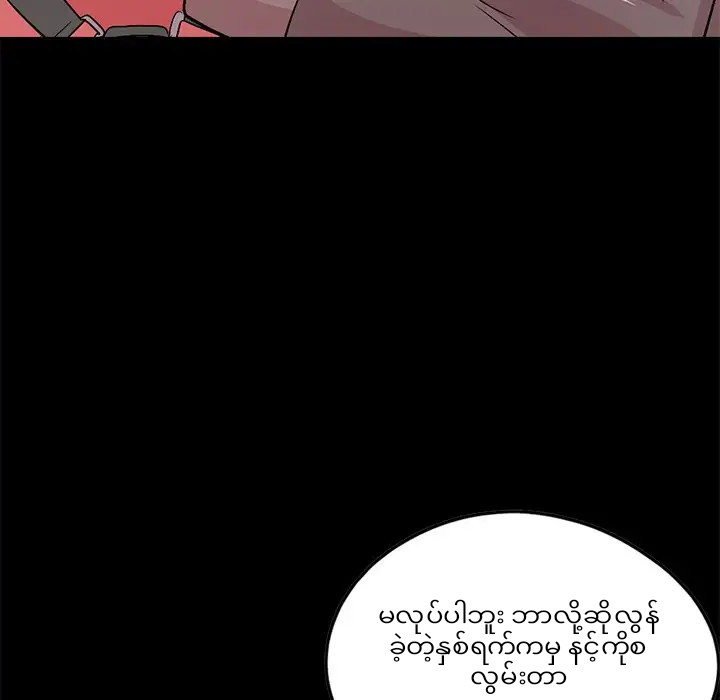 မလုပ်ပါဘူး ဘာလို့ဆိုလွန်
ခဲ့တဲ့နှစ်ရက်ကမှ နင့်ကိုစ
လွမ်းတာ